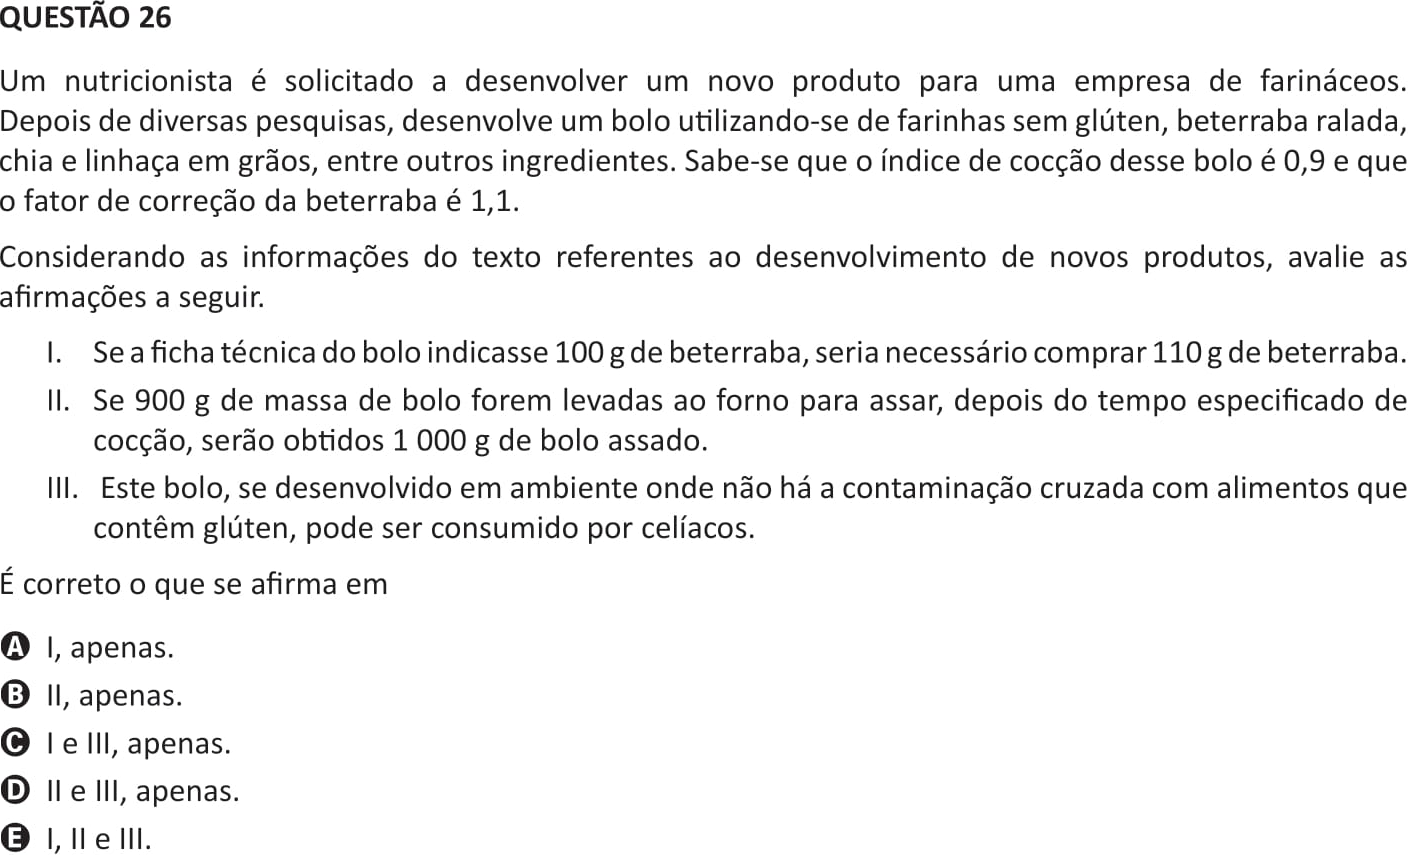 QUESTÃO 26
Um nutricionista é solicitado a desenvolver um novo produto para uma empresa de farináceos.
Depois de diversas pesquisas, desenvolve um bolo utilizando-se de farinhas sem glúten, beterraba ralada,
chia e linhaça em grãos, entre outros ingredientes. Sabe-se que o índice de cocção desse bolo é 0,9 e que
o fator de correção da beterraba é 1,1.
Considerando as informações do texto referentes ao desenvolvimento de novos produtos, avalie as
afirmações a seguir.
I. Se a ficha técnica do bolo indicasse 100 g de beterraba, seria necessário comprar 110 g de beterraba.
II. Se 900 g de massa de bolo forem levadas ao forno para assar, depois do tempo especificado de
cocção, serão obtidos 1 000 g de bolo assado.
III. Este bolo, se desenvolvido em ambiente onde não há a contaminação cruzada com alimentos que
contêm glúten, pode ser consumido por celíacos.
É correto o que se afirma em
A I, apenas.
B II, apenas.
C I e III, apenas.
D II e III, apenas.
E I, II e III.